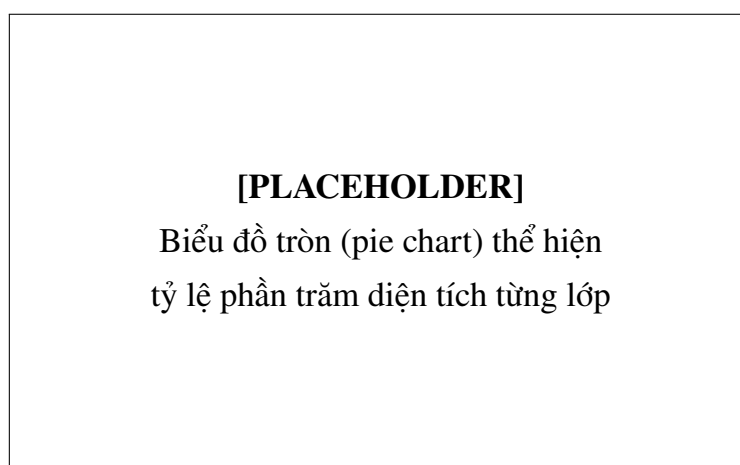 [PLACEHOLDER]
Biểu đồ tròn (pie chart) thể hiện
tỷ lệ phần trăm diện tích từng lớp